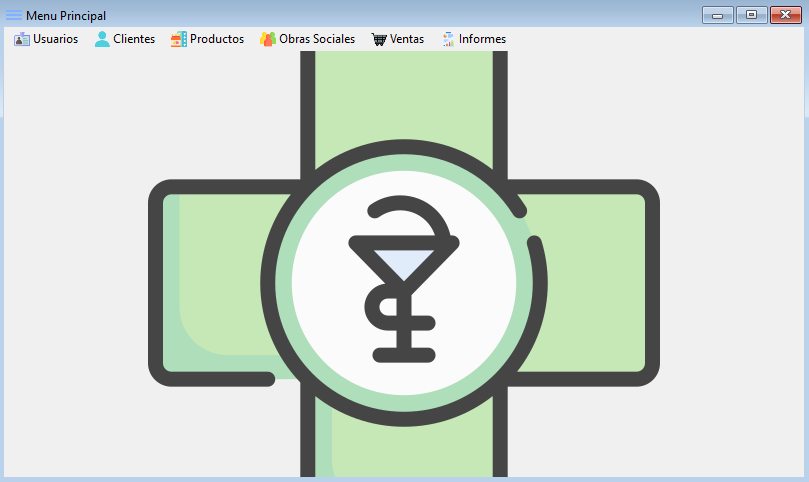 Menu Principal
Usuarios Clientes Productos Obras Sociales Ventas Informes